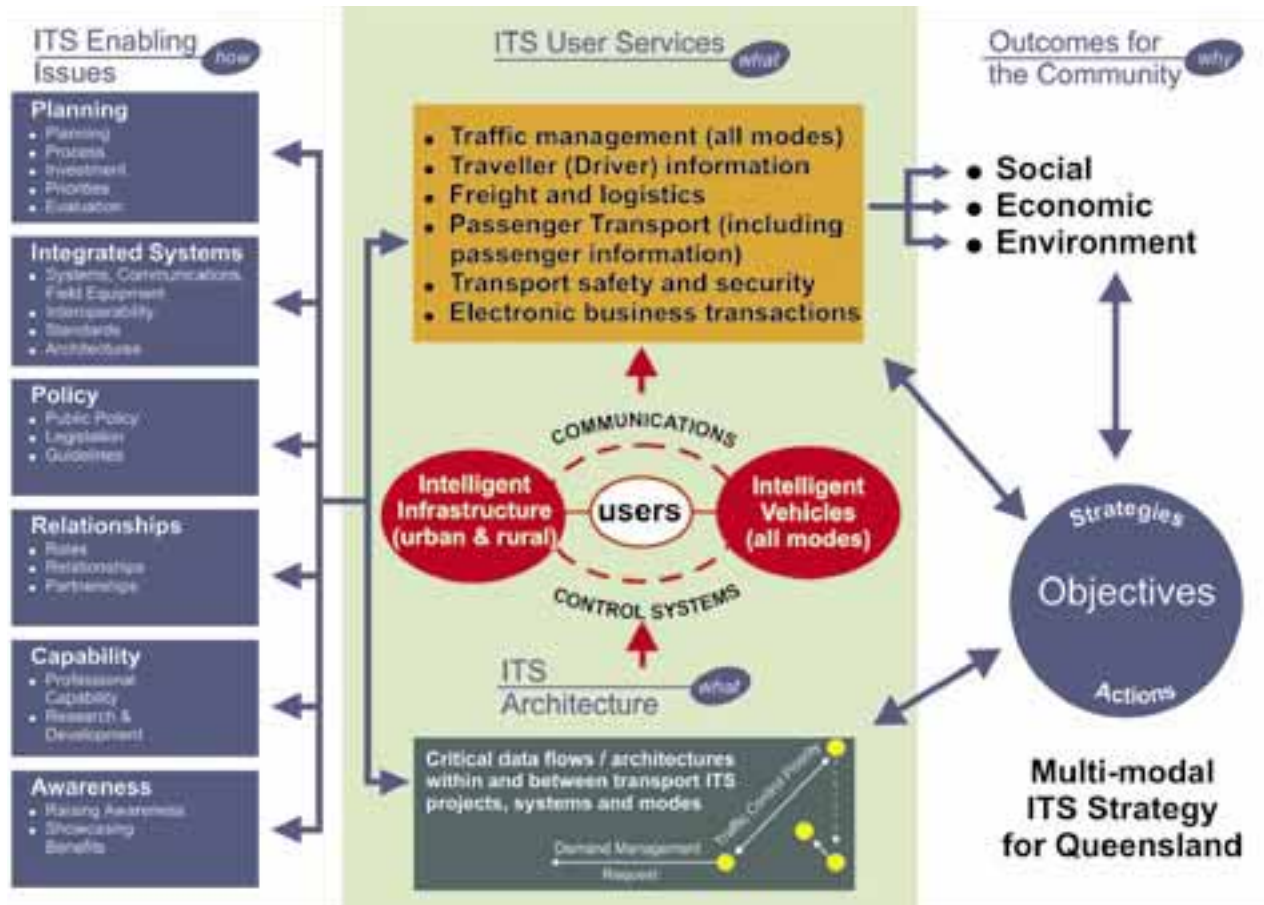 ITS Enabling
Issues
how
Planning
• Planning
• Process
• Investment
• Priorities
• Evaluation
Integrated Systems
• Systems, Communications,
Field Equipment
• Interoperability
• Standards
• Architectures
Policy
• Public Policy
• Legislation
• Guidelines
Relationships
• Roles
• Relationships
• Partnerships
Capability
• Professional
Capability
• Research &
Development
Awareness
• Raising Awareness
• Showcasing
Benefits
ITS User Services
what
• Traffic management (all modes)
• Traveller (Driver) information
• Freight and logistics
• Passenger Transport (including
passenger information)
• Transport safety and security
• Electronic business transactions
COMMUNICATIONS
Intelligent
Infrastructure
(urban & rural)
users
Intelligent
Vehicles
(all modes)
CONTROL SYSTEMS
ITS
Architecture
what
Critical data flows / architectures
within and between transport ITS
projects, systems and modes
Traffic Control Priority
Demand Management
Request
Outcomes for
the Community
why
• Social
• Economic
• Environment
Strategies
Objectives
Actions
Multi-modal
ITS Strategy
for Queensland